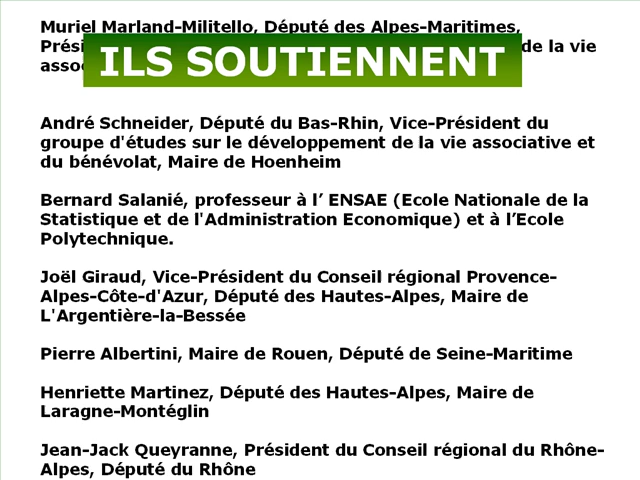 Muriel Marland-Militello, Député des Alpes-Maritimes,
de la vie
ILS SOUTIENNENT
André Schneider, Député du Bas-Rhin, Vice-Président du
groupe d'études sur le développement de la vie associative et
du bénévolat, Maire de Hoenheim
Bernard Salanié, professeur à l’ ENSAE (Ecole Nationale de la
Statistique et de l'Administration Economique) et à l’Ecole
Polytechnique.
Joël Giraud, Vice-Président du Conseil régional Provence-
Alpes-Côte-d'Azur, Député des Hautes-Alpes, Maire de
L'Argentière-la-Bessée
Pierre Albertini, Maire de Rouen, Député de Seine-Maritime
Henriette Martinez, Député des Hautes-Alpes, Maire de
Laragne-Montéglin
Jean-Jack Queyranne, Président du Conseil régional du Rhône-
Alpes, Député du Rhône